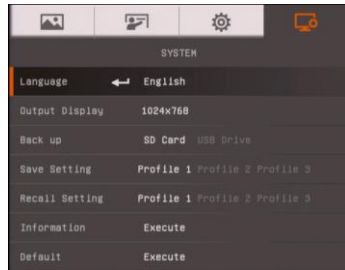 SYSTEM
Language English
Output Display 1024x768
Back up SD Card USB Drive
Save Setting Profile 1 Profile 2 Profile 3
Recall Setting Profile 1 Profile 2 Profile 3
Information Execute
Default Execute